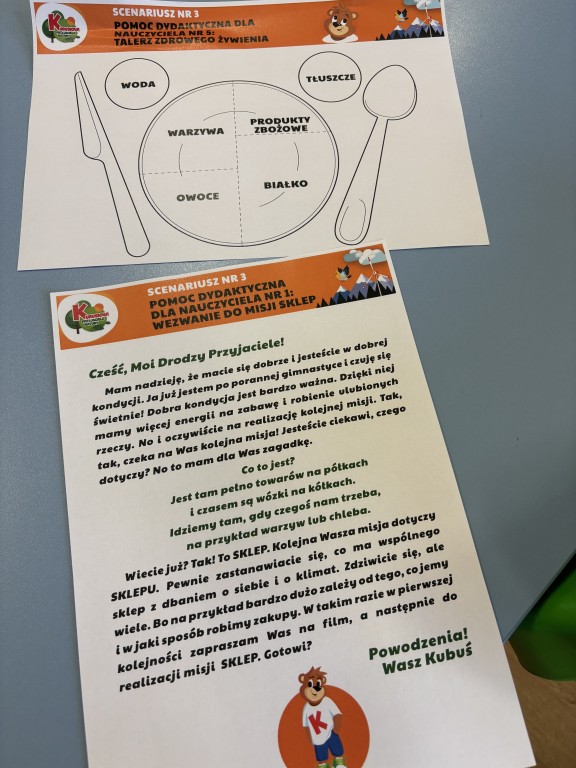 SCENARIUSZ NR 3
POMOC DYDAKTYCZNA DLA
NAUCZYCIELA NR 5:
TALERZ ZDROWEGO ŻYWIENIA
WODA
TŁUSZCZE
WARZYWA
PRODUKTY
ZBOŻOWE
OWOCE
BIAŁKO
SCENARIUSZ NR 3
POMOC DYDAKTYCZNA
DLA NAUCZYCIELA NR 1:
WEZWANIE DO MISJI SKLEP
Cześć, Moi Drodzy Przyjaciele!
Mam nadzieję, że macie się dobrze i jesteście w dobrej
kondycji. Ja już jestem po porannej gimnastyce i czuję się
świetnie! Dobra kondycja jest bardzo ważna. Dzięki niej
mamy więcej energii na zabawę i robienie ulubionych
rzeczy. No i oczywiście na realizację kolejnej misji. Tak,
tak, czeka na Was kolejna misja! Jesteście ciekawi, czego
dotyczy? No to mam dla Was zagadkę.
Co to jest?
Jest tam pełno towarów na półkach
i czasem są wózki na kółkach.
Idziemy tam, gdy czegoś nam trzeba,
na przykład warzyw lub chleba.
Wiecie już? Tak! To SKLEP. Kolejna Wasza misja dotyczy
SKLEPU. Pewnie zastanawiacie się, co ma wspólnego
sklep z dbaniem o siebie i o klimat. Zdziwicie się, ale
wiele. Bo na przykład bardzo dużo zależy od tego, co jemy
i w jaki sposób robimy zakupy. W takim razie w pierwszej
kolejności zapraszam Was na film, a następnie do
realizacji misji SKLEP. Gotowi?
Powodzenia!
Wasz Kubuś
K